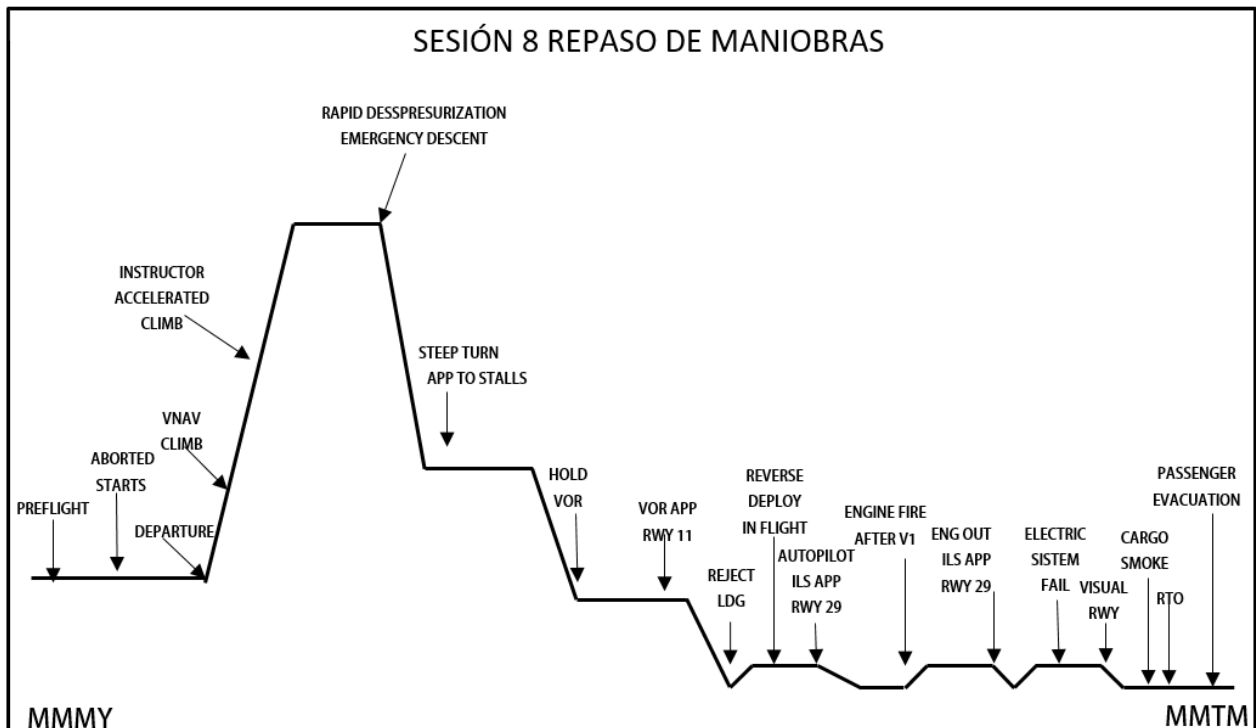 SESIÓN 8 REPASO DE MANIOBRAS
RAPID DESSPRESURIZATION
EMERGENCY DESCENT
INSTRUCTOR
ACCELERATED
CLIMB
STEEP TURN
APP TO STALLS
VNAV
CLIMB
ABORTED
STARTS
PREFLIGHT
DEPARTURE
HOLD
VOR
VOR APP
RWY 11
REJECT
LDG
REVERSE
DEPLOY
IN FLIGHT
AUTOPILOT
ILS APP
RWY 29
ENGINE FIRE
AFTER V1
ENG OUT
ILS APP
RWY 29
ELECTRIC
SISTEM
FAIL
VISUAL
RWY
CARGO
SMOKE
RTO
PASSENGER
EVACUATION
MMMY
MMTM